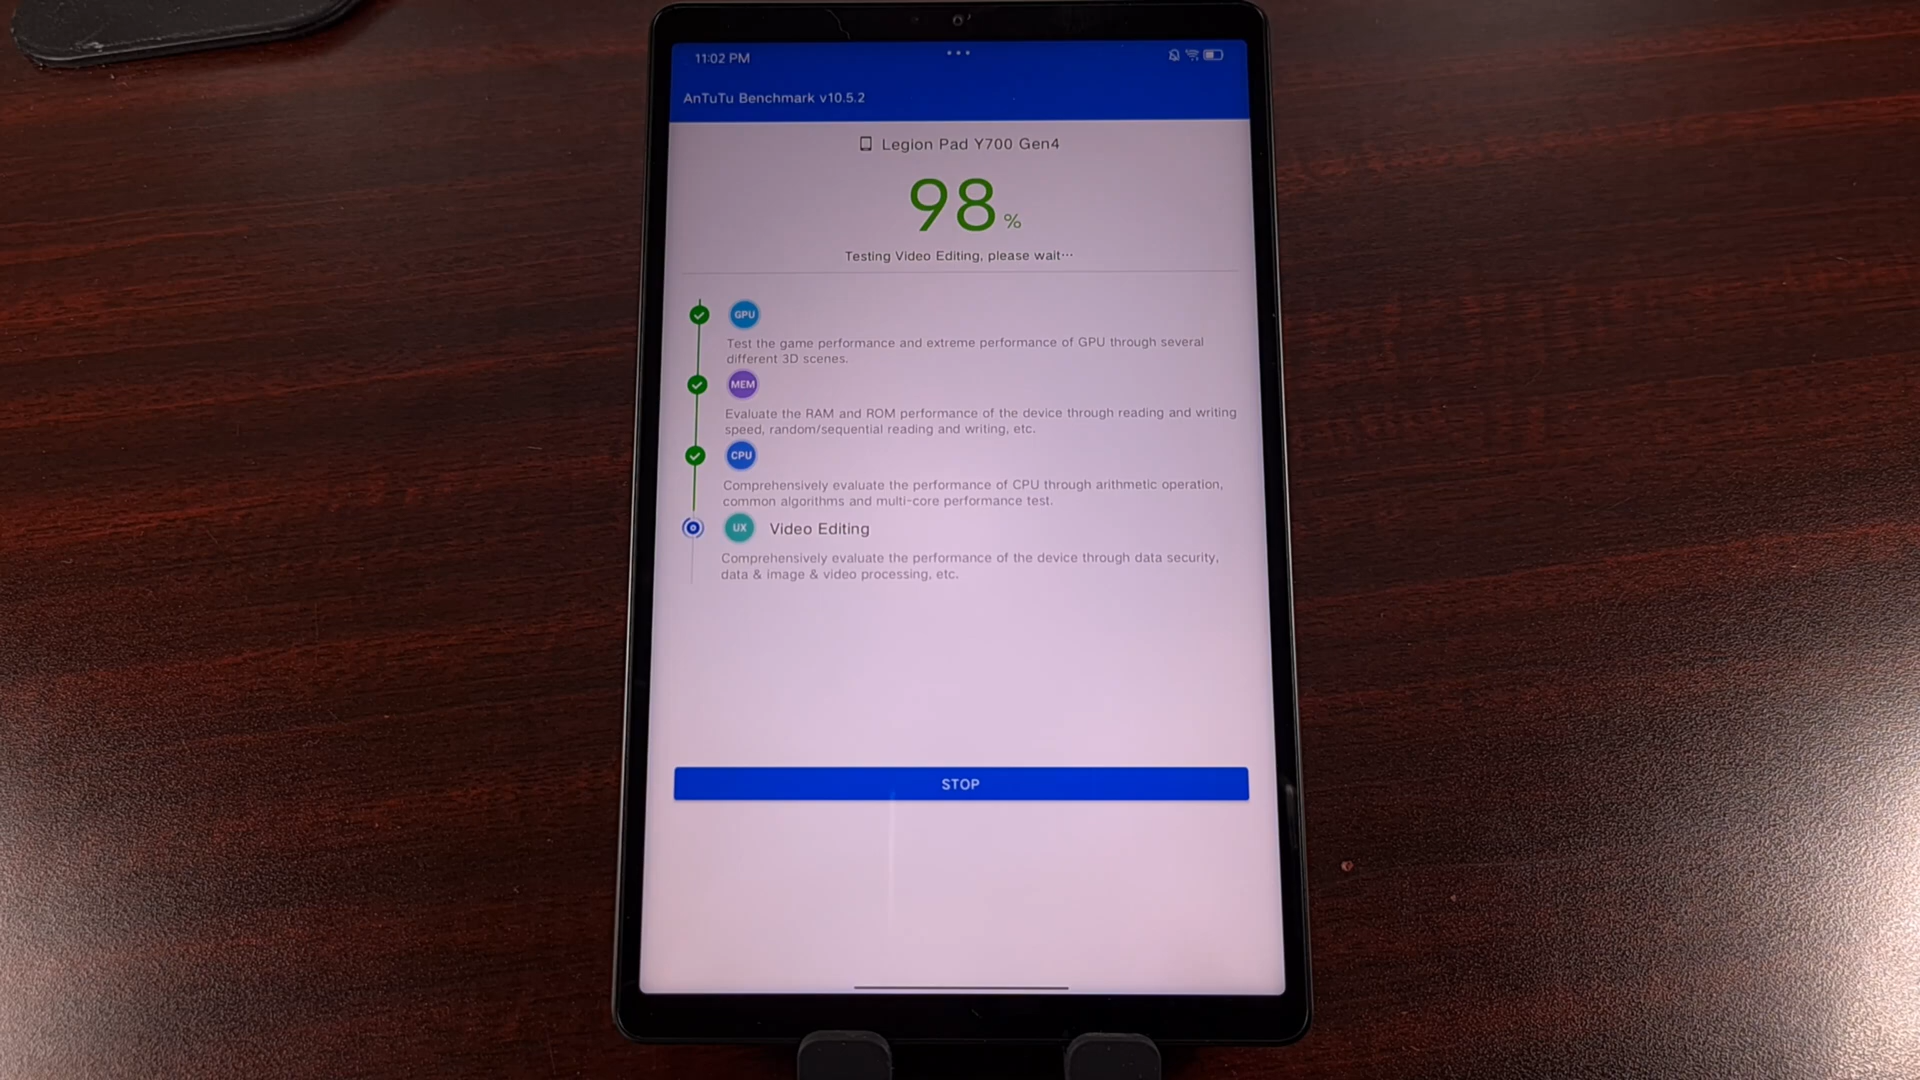 11:02 PM
AnTuTu Benchmark v10.5.2
Legion Pad Y700 Gen4
98%
Testing Video Editing, please wait···
GPU
Test the game performance and extreme performance of GPU through several
different 3D scenes.
MEM
Evaluate the RAM and ROM performance of the device through reading and writing
speed, random/sequential reading and writing, etc.
CPU
Comprehensively evaluate the performance of CPU through arithmetic operation,
common algorithms and multi-core performance test.
UX Video Editing
Comprehensively evaluate the performance of the device through data security,
data & image & video processing, etc.
STOP